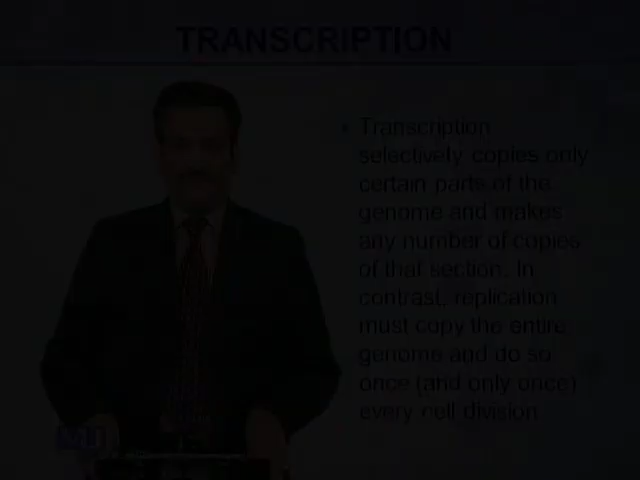 TRANSCRIPTION
• Transcription
selectively copies only
certain parts of the
genome and makes
any number of copies
of that section. In
contrast, replication
must copy the entire
genome and do so
once (and only once)
every cell division